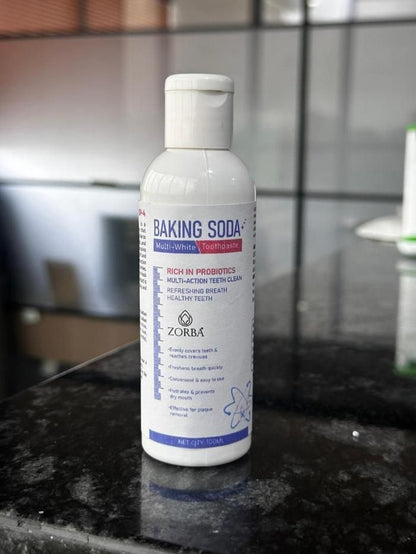 BAKING SODA+
Multi-White Toothpaste
RICH IN PROBIOTICS
MULTI-ACTION TEETH CLEAN
REFRESHING BREATH
HEALTHY TEETH
ZORBÁ
•Evenly covers teeth &
reaches crevices
•Freshens breath quickly
•Convenient & easy to use
•Hydrates & prevents
dry mouth
•Effective for plaque
removal
NET QTY. 100ML